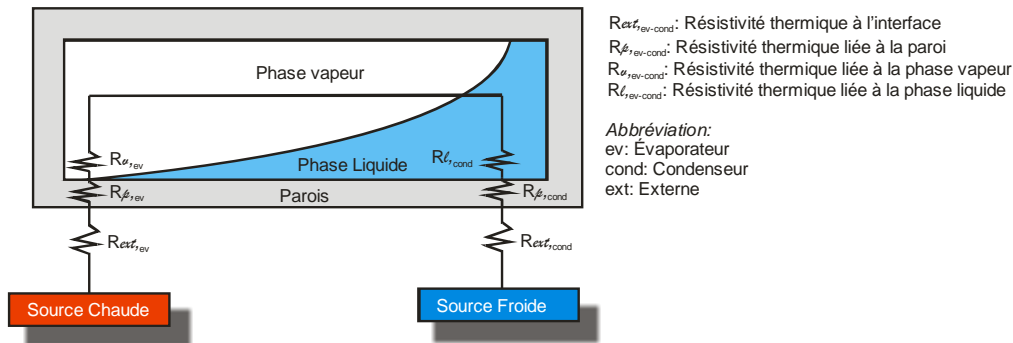 Phase vapeur
Ru,ev
Phase Liquide
Rℓ,cond
Rp,ev
Parois
Rp,cond
Rext,ev
Rext,cond
Source Chaude
Source Froide
Rext,ev-cond: Résistivité thermique à l'interface
Rp,ev-cond: Résistivité thermique liée à la paroi
Ru,ev-cond: Résistivité thermique liée à la phase vapeur
Rℓ,ev-cond: Résistivité thermique liée à la phase liquide
Abbréviation:
ev: Évaporateur
cond: Condenseur
ext: Externe